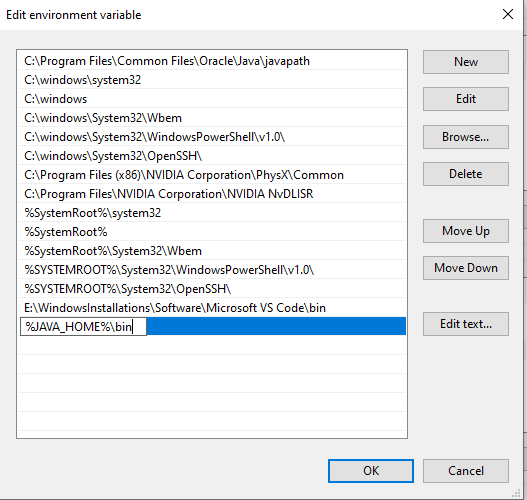 Edit environment variable
C:\Program Files\Common Files\Oracle\Java\javapath
C:\windows\system32
C:\windows
C:\windows\System32\Wbem
C:\windows\System32\WindowsPowerShell\v1.0\
C:\windows\System32\OpenSSH\
C:\Program Files (x86)\NVIDIA Corporation\PhysX\Common
C:\Program Files\NVIDIA Corporation\NVIDIA NvDLISR
%SystemRoot%\system32
%SystemRoot%
%SystemRoot%\System32\Wbem
%SYSTEMROOT%\System32\WindowsPowerShell\v1.0\
%SYSTEMROOT%\System32\OpenSSH\
E:\WindowsInstallations\Software\Microsoft VS Code\bin
%JAVA_HOME%\bin
New
Edit
Browse...
Delete
Move Up
Move Down
Edit text...
OK
Cancel